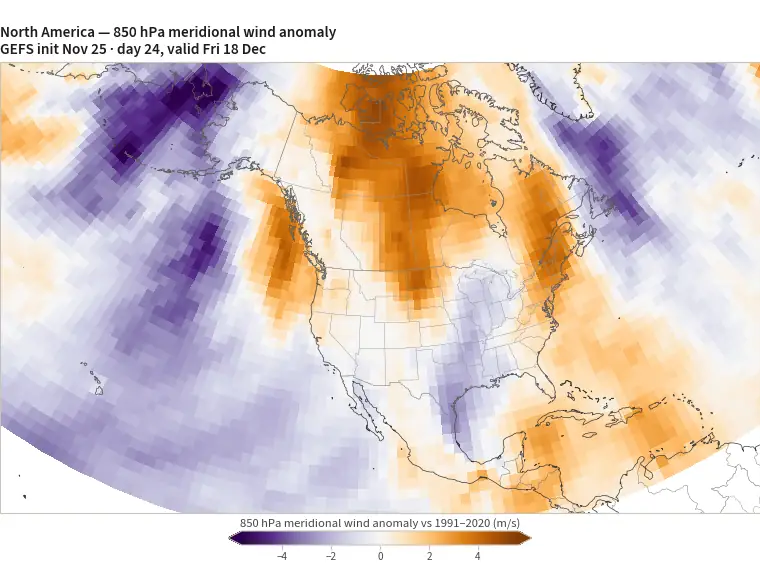 North America — 850 hPa meridional wind anomaly
GEFS init Nov 25 · day 24, valid Fri 18 Dec
850 hPa meridional wind anomaly vs 1991–2020 (m/s)
−4 −2 0 2 4